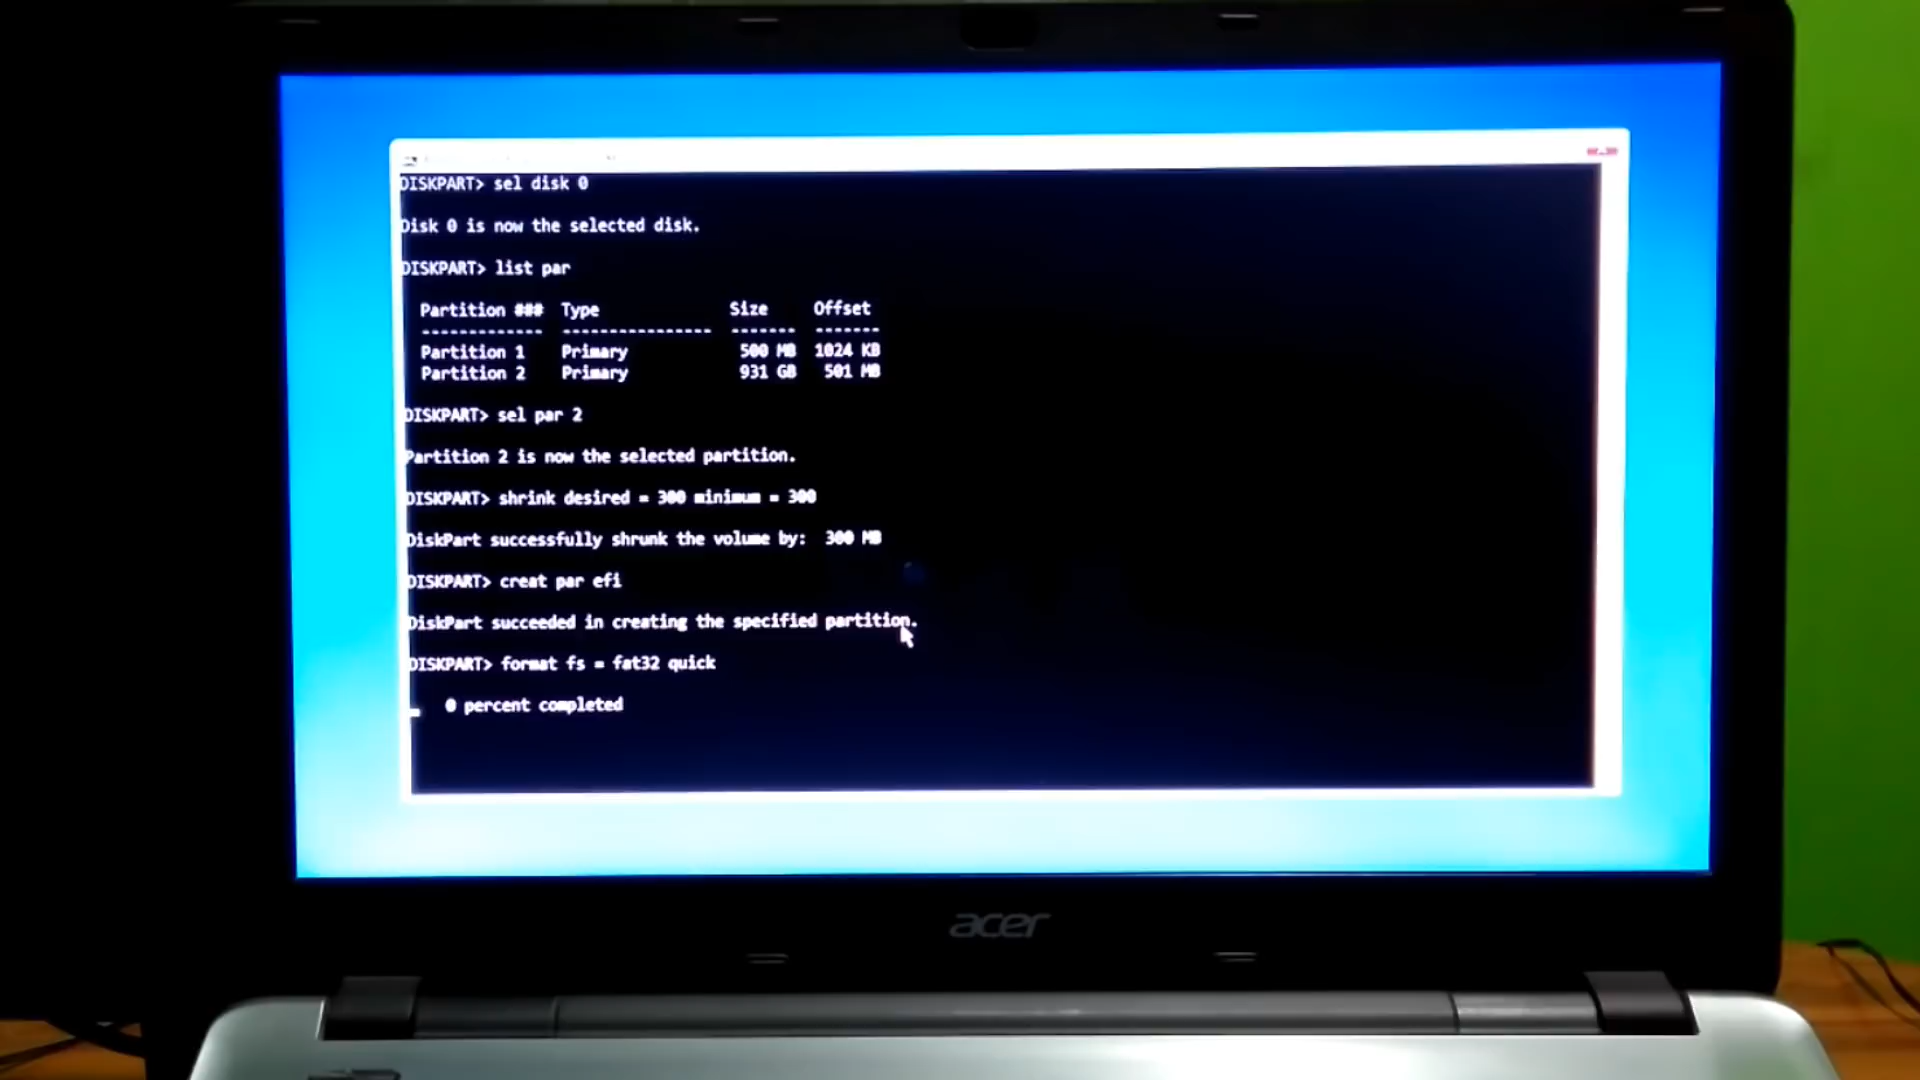 DISKPART> sel disk 0
Disk 0 is now the selected disk.
DISKPART> list par
Partition ### Type Size Offset
------------- ---------------- ------- -------
Partition 1 Primary 500 MB 1024 KB
Partition 2 Primary 931 GB 501 MB
DISKPART> sel par 2
Partition 2 is now the selected partition.
DISKPART> shrink desired = 300 minimum = 300
DiskPart successfully shrunk the volume by: 300 MB
DISKPART> creat par efi
DiskPart succeeded in creating the specified partition.
DISKPART> format fs = fat32 quick
0 percent completed
acer